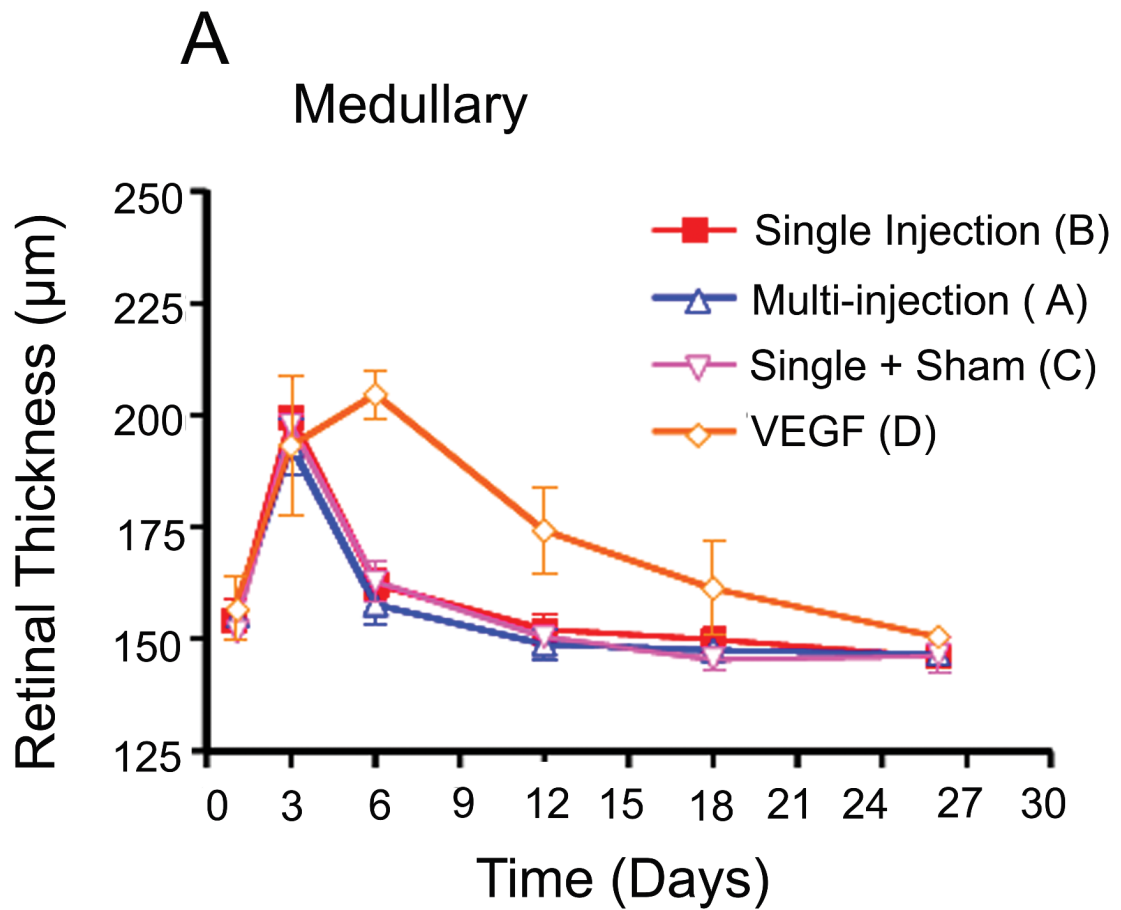 A
Medullary
250
225
200
175
150
125
Retinal Thickness (μm)
Single Injection (B)
Multi-injection ( A)
Single + Sham (C)
VEGF (D)
0 3 6 9 12 15 18 21 24 27 30
Time (Days)